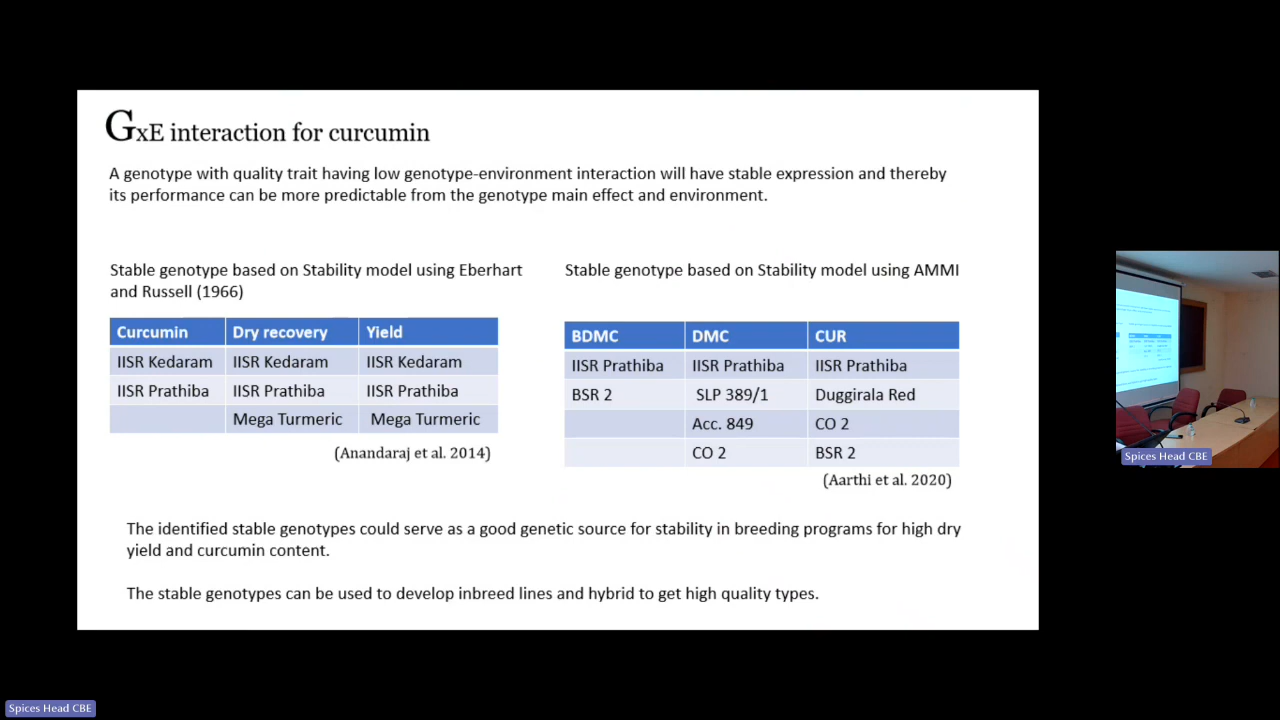 GxE interaction for curcumin
A genotype with quality trait having low genotype-environment interaction will have stable expression and thereby
its performance can be more predictable from the genotype main effect and environment.
Stable genotype based on Stability model using Eberhart
and Russell (1966)
Curcumin Dry recovery Yield
IISR Kedaram IISR Kedaram IISR Kedaram
IISR Prathiba IISR Prathiba IISR Prathiba
Mega Turmeric Mega Turmeric
(Anandaraj et al. 2014)
Stable genotype based on Stability model using AMMI
BDMC DMC CUR
IISR Prathiba IISR Prathiba IISR Prathiba
BSR 2 SLP 389/1 Duggirala Red
Acc. 849 CO 2
CO 2 BSR 2
(Aarthi et al. 2020)
The identified stable genotypes could serve as a good genetic source for stability in breeding programs for high dry
yield and curcumin content.
The stable genotypes can be used to develop inbreed lines and hybrid to get high quality types.
Spices Head CBE
Spices Head CBE